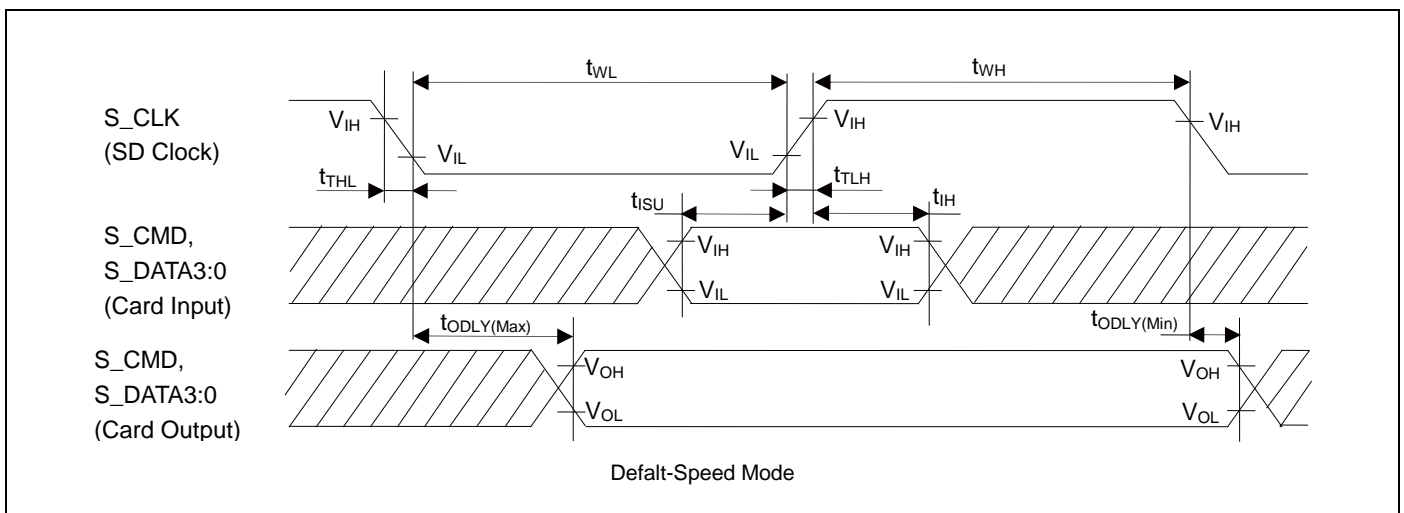 tWL
tWH
S_CLK
(SD Clock)
VIH
VIL
VIL
VIH
VIH
tTHL
tTLH
tISU
tIH
S_CMD,
S_DATA3:0
(Card Input)
VIH
VIL
VIH
VIL
tODLY(Max)
tODLY(Min)
S_CMD,
S_DATA3:0
(Card Output)
VOH
VOL
VOH
VOL
Defalt-Speed Mode